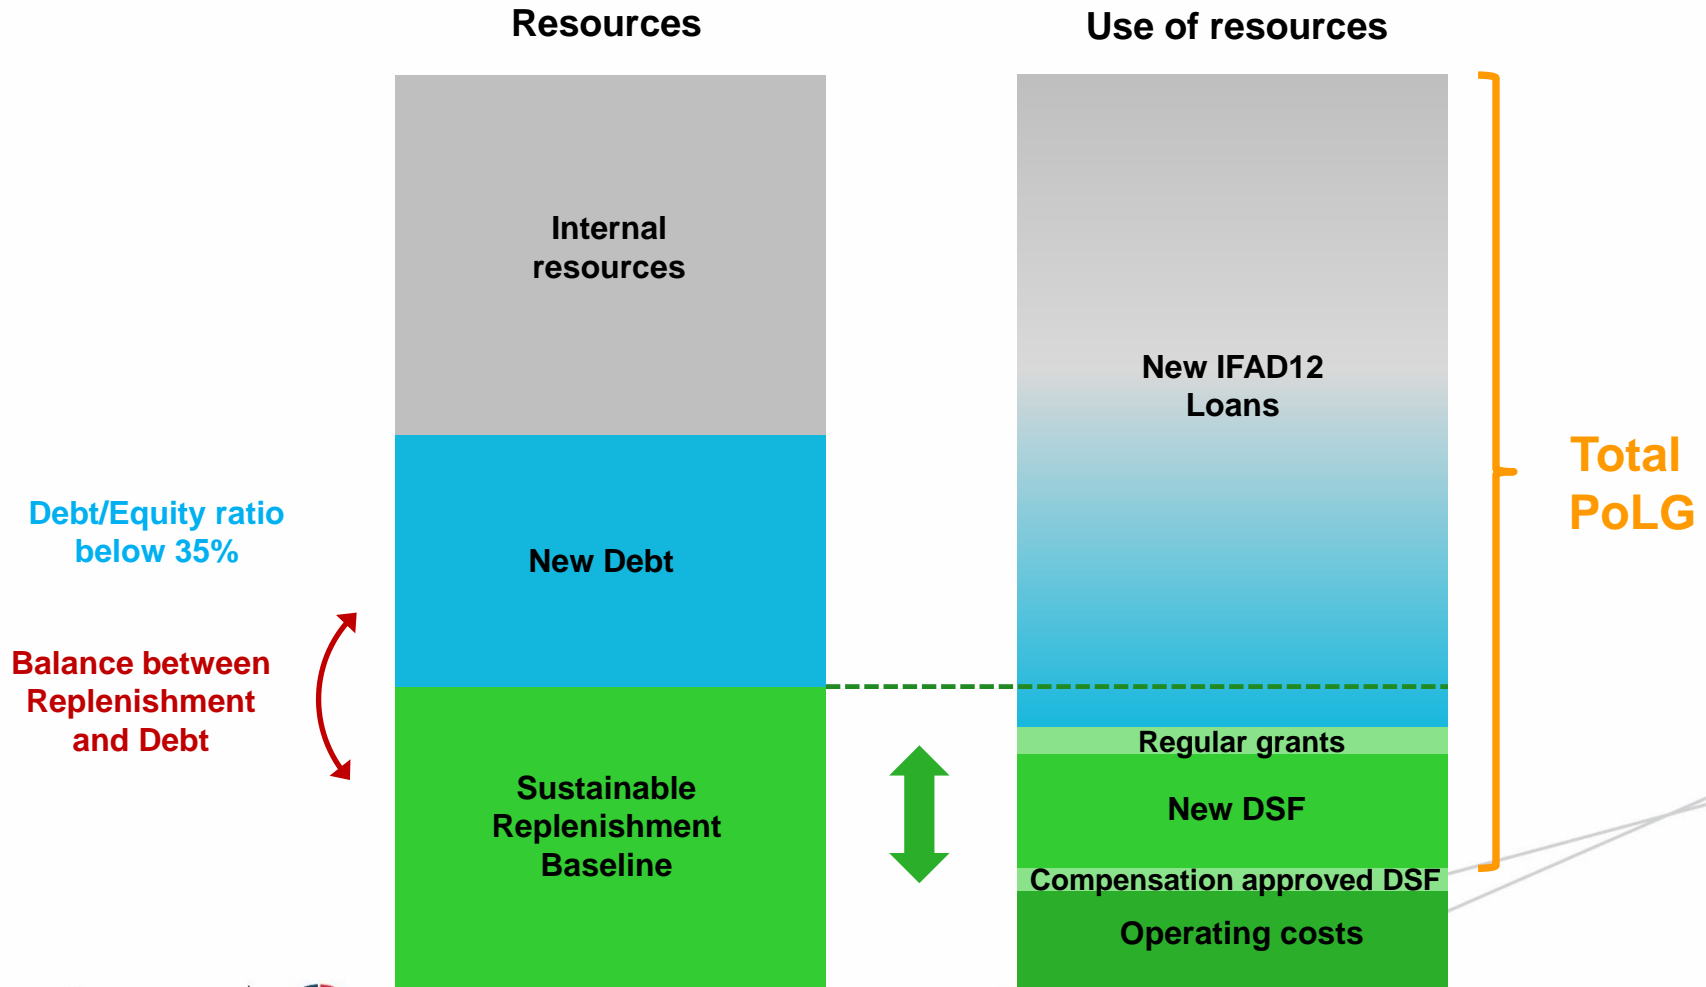 Resources
Use of resources
Internal
resources
New IFAD12
Loans
Total
PoLG
Debt/Equity ratio
below 35%
New Debt
Balance between
Replenishment
and Debt
Regular grants
Sustainable
Replenishment
Baseline
New DSF
Compensation approved DSF
Operating costs